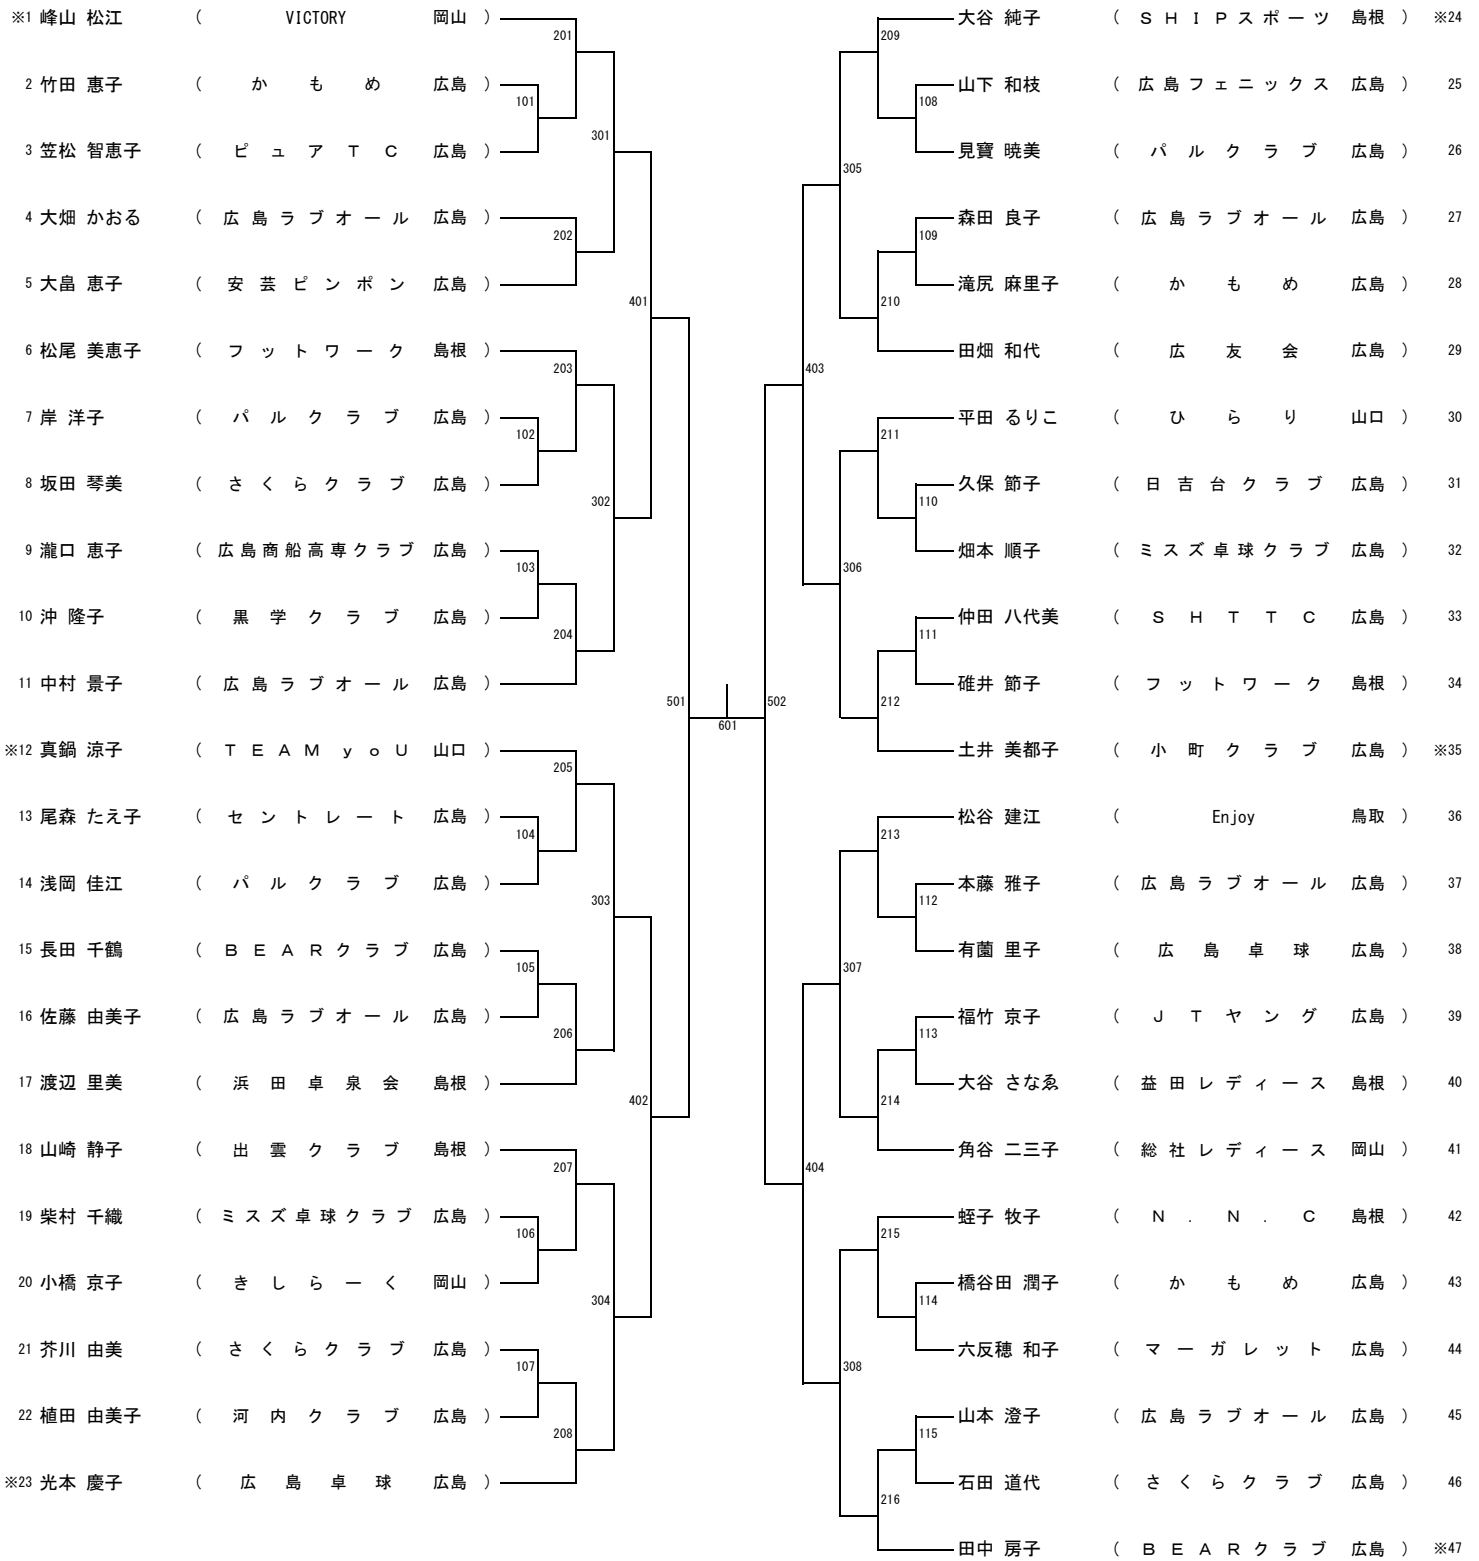 ※1 峰山 松江 ( VICTORY 岡山 )
2 竹田 惠子 ( かもめ 広島 )
3 笠松 智恵子 ( ピュアTC 広島 )
4 大畑 かおる ( 広島ラブオール 広島 )
5 大畠 恵子 ( 安芸ピンポン 広島 )
6 松尾 美恵子 ( フットワーク 島根 )
7 岸 洋子 ( パルクラブ 広島 )
8 坂田 琴美 ( さくらクラブ 広島 )
9 瀧口 恵子 ( 広島商船高専クラブ 広島 )
10 沖 隆子 ( 黒学クラブ 広島 )
11 中村 景子 ( 広島ラブオール 広島 )
※12 真鍋 涼子 ( TEAM yoU 山口 )
13 尾森 たえ子 ( セントレート 広島 )
14 浅岡 佳江 ( パルクラブ 広島 )
15 長田 千鶴 ( BEARクラブ 広島 )
16 佐藤 由美子 ( 広島ラブオール 広島 )
17 渡辺 里美 ( 浜田卓泉会 島根 )
18 山崎 静子 ( 出雲クラブ 島根 )
19 柴村 千織 ( ミスズ卓球クラブ 広島 )
20 小橋 京子 ( きしらーく 岡山 )
21 芥川 由美 ( さくらクラブ 広島 )
22 植田 由美子 ( 河内クラブ 広島 )
※23 光本 慶子 ( 広島卓球 広島 )
101
102
103
104
105
106
107
201
202
203
204
205
206
207
208
301
302
303
304
401
402
501
601
502
403
404
305
306
307
308
209
210
211
212
213
214
215
216
108
109
110
111
112
113
114
115
大谷 純子 ( SHIPスポーツ 島根 ) ※24
山下 和枝 ( 広島フェニックス 広島 ) 25
見寶 暁美 ( パルクラブ 広島 ) 26
森田 良子 ( 広島ラブオール 広島 ) 27
滝尻 麻里子 ( かもめ 広島 ) 28
田畑 和代 ( 広友会 広島 ) 29
平田 るりこ ( ひらり 山口 ) 30
久保 節子 ( 日吉台クラブ 広島 ) 31
畑本 順子 ( ミスズ卓球クラブ 広島 ) 32
仲田 八代美 ( SHTTC 広島 ) 33
碓井 節子 ( フットワーク 島根 ) 34
土井 美都子 ( 小町クラブ 広島 ) ※35
松谷 建江 ( Enjoy 鳥取 ) 36
本藤 雅子 ( 広島ラブオール 広島 ) 37
有薗 里子 ( 広島卓球 広島 ) 38
福竹 京子 ( JTヤング 広島 ) 39
大谷 さなゑ ( 益田レディース 島根 ) 40
角谷 二三子 ( 総社レディース 岡山 ) 41
蛭子 牧子 ( N.N.C 島根 ) 42
橋谷田 潤子 ( かもめ 広島 ) 43
六反穂 和子 ( マーガレット 広島 ) 44
山本 澄子 ( 広島ラブオール 広島 ) 45
石田 道代 ( さくらクラブ 広島 ) 46
田中 房子 ( BEARクラブ 広島 ) ※47